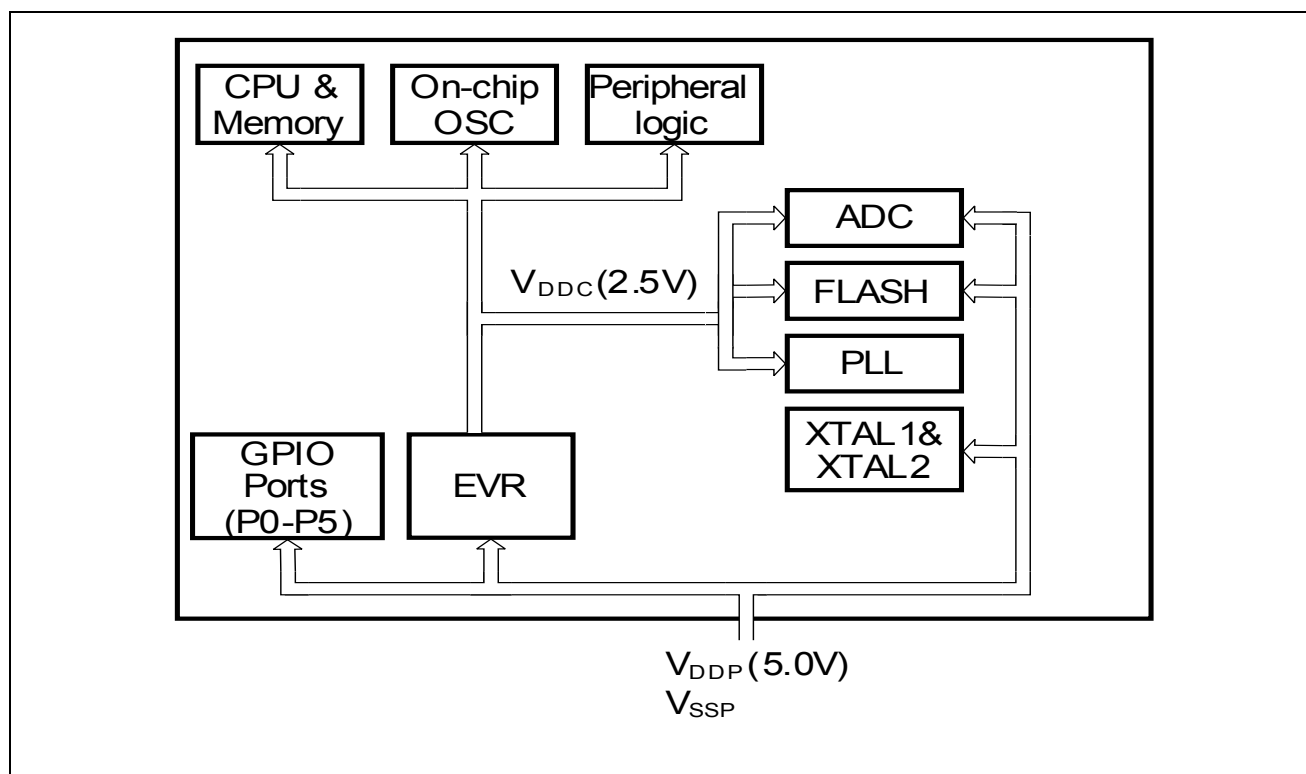 CPU &
Memory
On-chip
OSC
Peripheral
logic
ADC
VDDC(2.5V)
FLASH
PLL
XTAL1&
XTAL2
GPIO
Ports
(P0-P5)
EVR
VDDP(5.0V)
VSSP